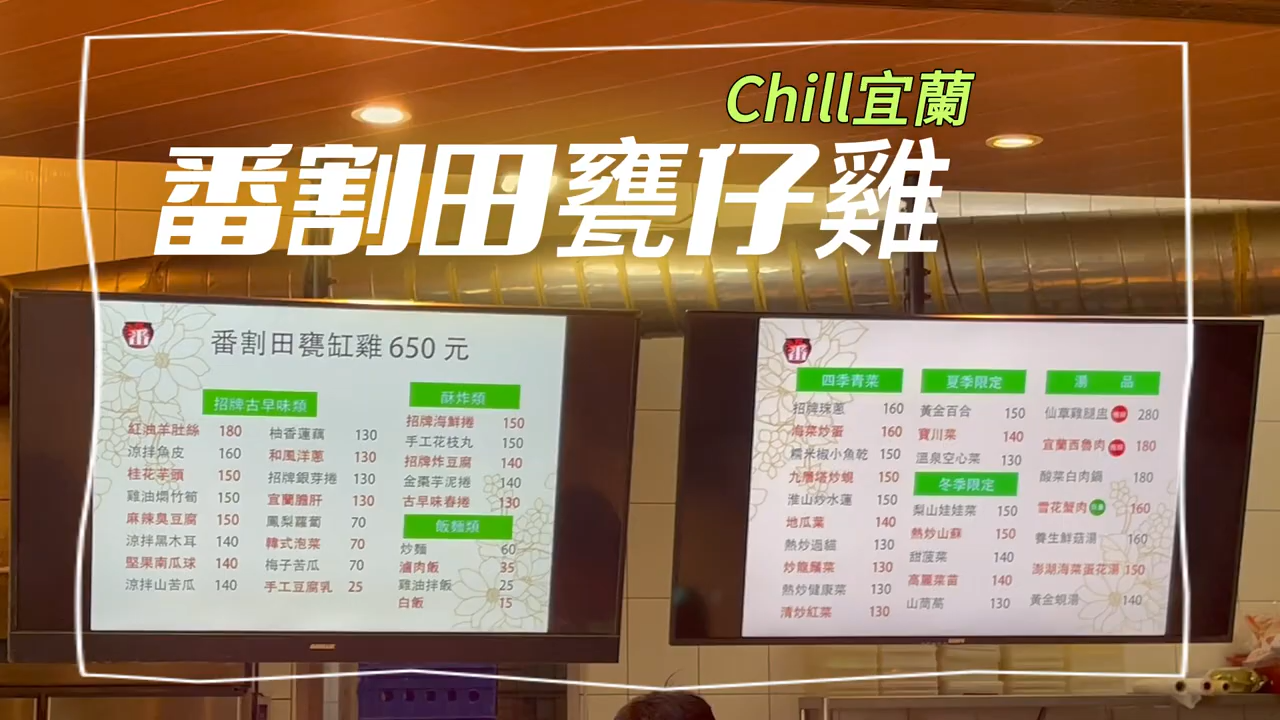 Chill宜蘭
番割田甕仔雞
番
番割田甕缸雞 650 元
招牌古早味類
紅油羊肚絲 180
涼拌魚皮 160
桂花芋頭 150
雞油燜竹筍 150
麻辣臭豆腐 150
涼拌黑木耳 140
堅果南瓜球 140
涼拌山苦瓜 140
柚香蓮藕 130
和風洋蔥 130
招牌銀芽捲 130
宜蘭膽肝 130
鳳梨蘿蔔 70
韓式泡菜 70
梅子苦瓜 70
手工豆腐乳 25
酥炸類
招牌海鮮捲 150
手工花枝丸 150
招牌炸豆腐 140
金棗芋泥捲 140
古早味春捲 130
飯麵類
炒麵 60
滷肉飯 35
雞油拌飯 25
白飯 15
番
四季青菜
招牌珠蔥 160
海菜炒蛋 160
糯米椒小魚乾 150
九層塔炒蜆 150
淮山炒水蓮 150
地瓜葉 140
熱炒過貓 130
炒龍鬚菜 130
熱炒健康菜 130
清炒紅菜 130
夏季限定
黃金百合 150
寶川菜 140
溫泉空心菜 130
冬季限定
梨山娃娃菜 150
熱炒山蘇 150
甜菠菜 140
高麗菜苗 140
山茼蒿 130
湯 品
仙草雞腿盅 280
宜蘭西魯肉 180
酸菜白肉鍋 180
雪花蟹肉 160
養生鮮菇湯 160
澎湖海菜蛋花湯 150
黃金蜆湯 140